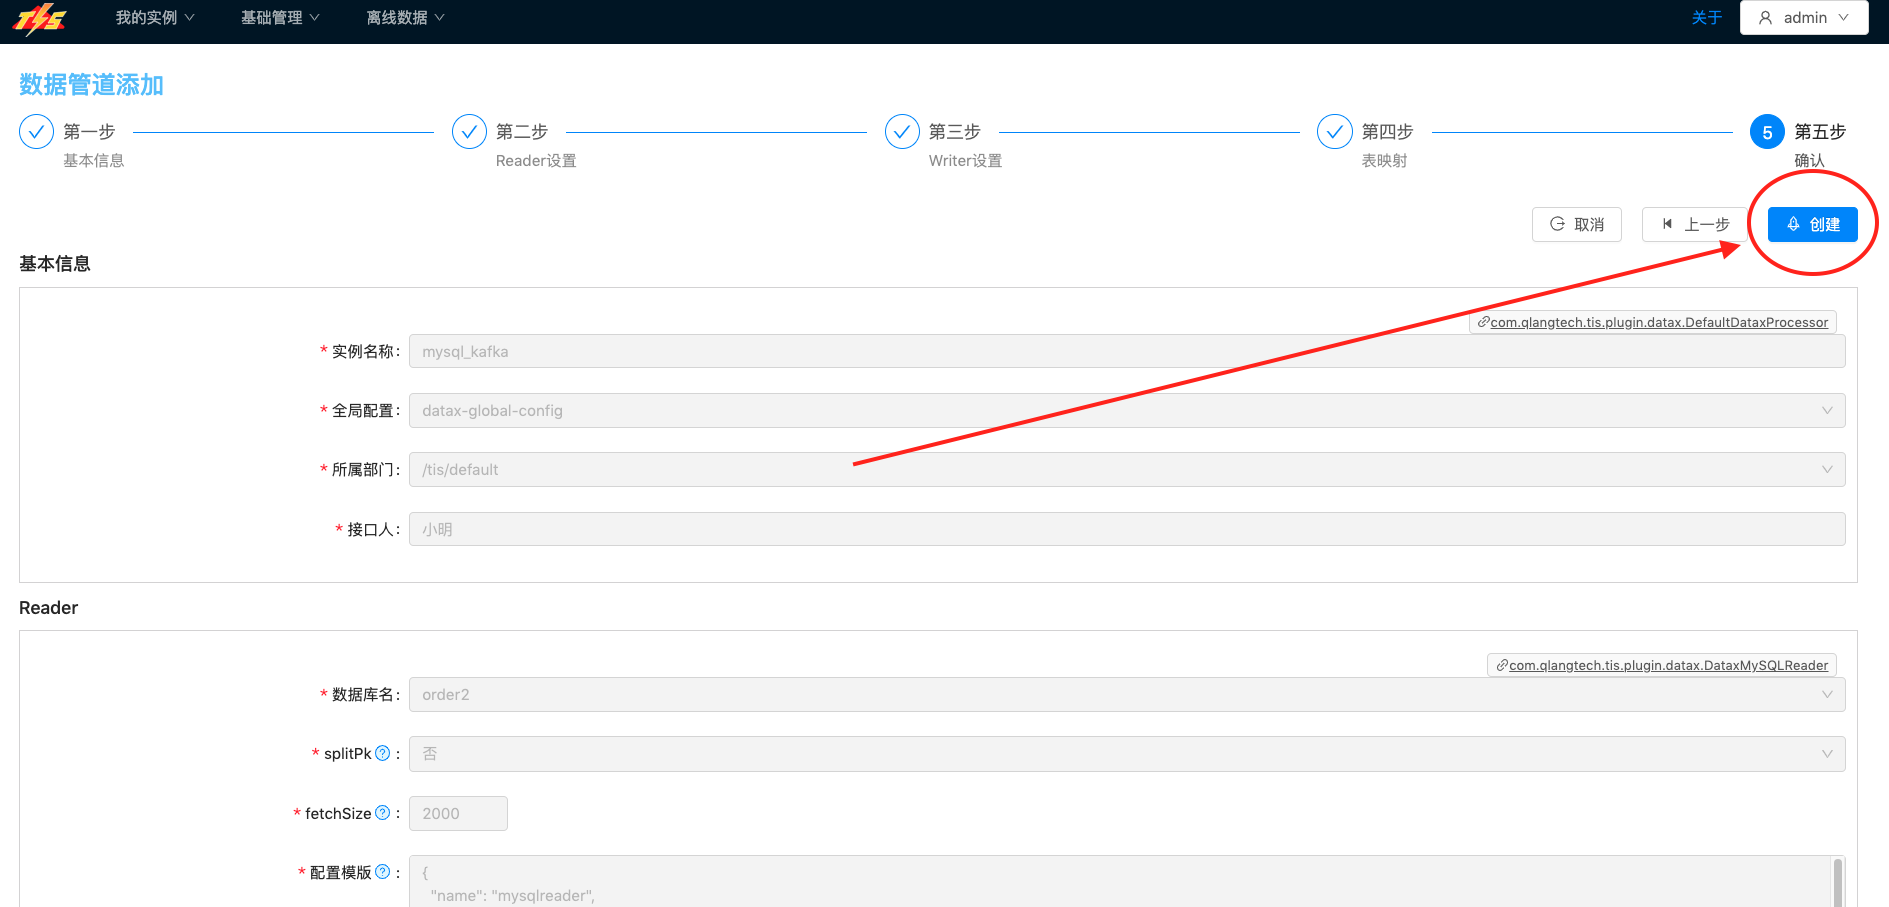 TIS
我的实例
基础管理
离线数据
关于
admin
数据管道添加
第一步
基本信息
第二步
Reader设置
第三步
Writer设置
第四步
表映射
5
第五步
确认
取消
上一步
创建
基本信息
com.qlangtech.tis.plugin.datax.DefaultDataxProcessor
* 实例名称:
mysql_kafka
* 全局配置:
datax-global-config
* 所属部门:
/tis/default
* 接口人:
小明
Reader
com.qlangtech.tis.plugin.datax.DataxMySQLReader
* 数据库名:
order2
* splitPk ? :
否
* fetchSize ? :
2000
* 配置模版 ? :
{
"name": "mysqlreader",